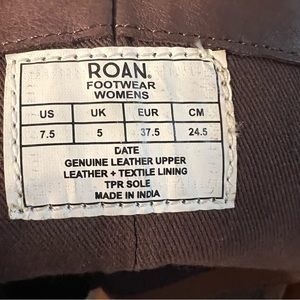 ROAN®
FOOTWEAR
WOMENS
US UK EUR CM
7.5 5 37.5 24.5
DATE
GENUINE LEATHER UPPER
LEATHER + TEXTILE LINING
TPR SOLE
MADE IN INDIA